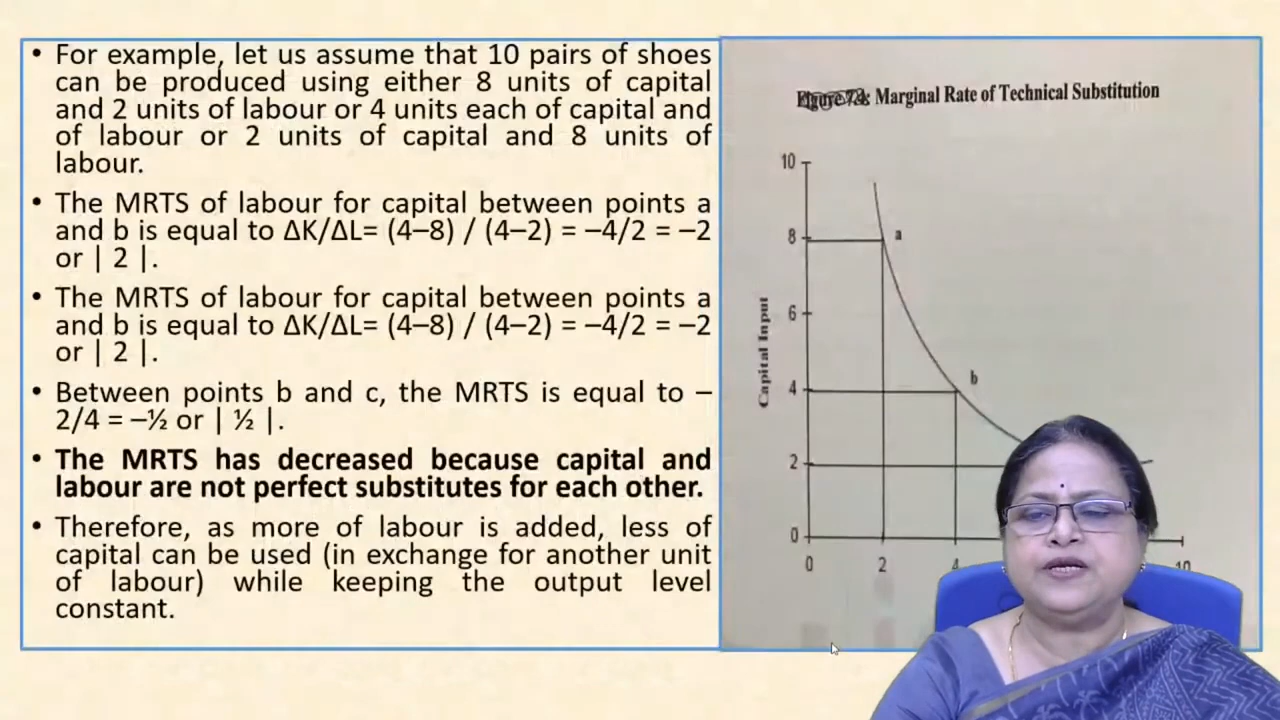 • For example, let us assume that 10 pairs of shoes
can be produced using either 8 units of capital
and 2 units of labour or 4 units each of capital and
of labour or 2 units of capital and 8 units of
labour.
• The MRTS of labour for capital between points a
and b is equal to ΔK/ΔL= (4–8) / (4–2) = –4/2 = –2
or | 2 |.
• The MRTS of labour for capital between points a
and b is equal to ΔK/ΔL= (4–8) / (4–2) = –4/2 = –2
or | 2 |.
• Between points b and c, the MRTS is equal to –
2/4 = –½ or | ½ |.
• The MRTS has decreased because capital and
labour are not perfect substitutes for each other.
• Therefore, as more of labour is added, less of
capital can be used (in exchange for another unit
of labour) while keeping the output level
constant.
Marginal Rate of Technical Substitution
Capital Input
10
8
a
6
b
4
2
0
0 2 4 10